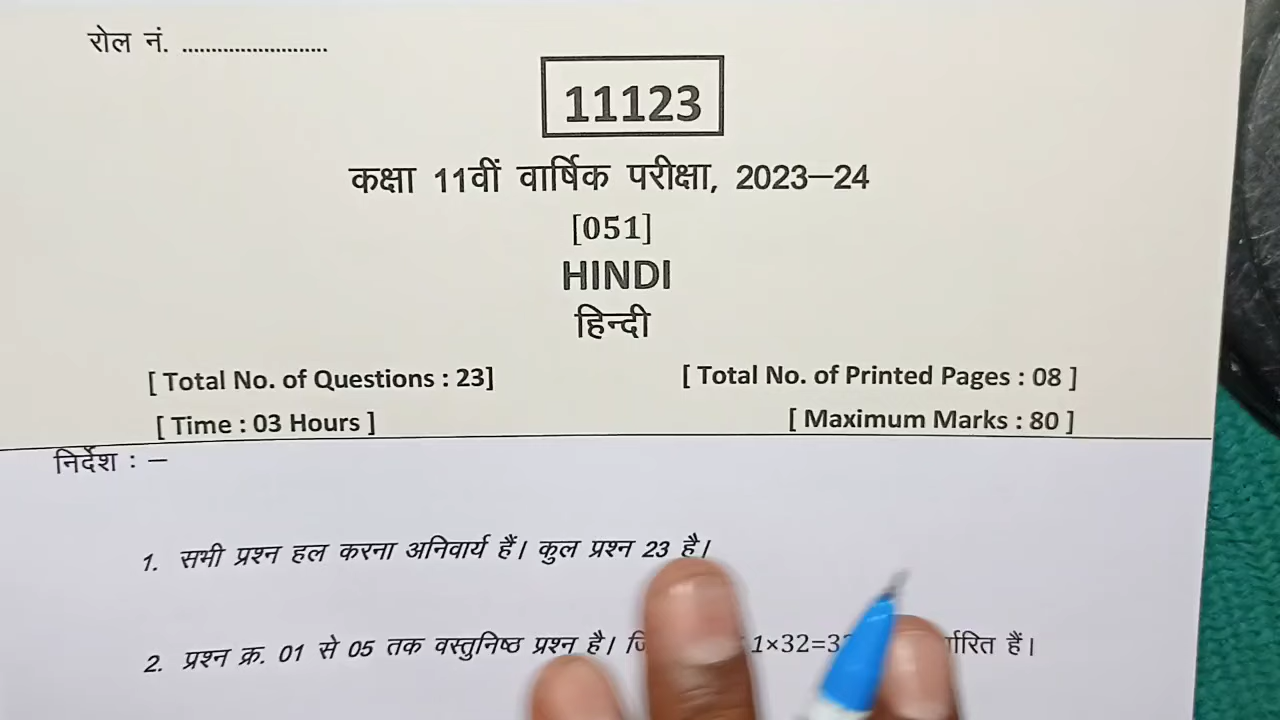 रोल नं. .........................
11123
कक्षा 11वीं वार्षिक परीक्षा, 2023–24
[051]
HINDI
हिन्दी
[ Total No. of Questions : 23] [ Total No. of Printed Pages : 08 ]
[ Time : 03 Hours ] [ Maximum Marks : 80 ]
निर्देश : –
1. सभी प्रश्न हल करना अनिवार्य हैं। कुल प्रश्न 23 है।
2. प्रश्न क्र. 01 से 05 तक वस्तुनिष्ठ प्रश्न है। 1×32=3 हैं।